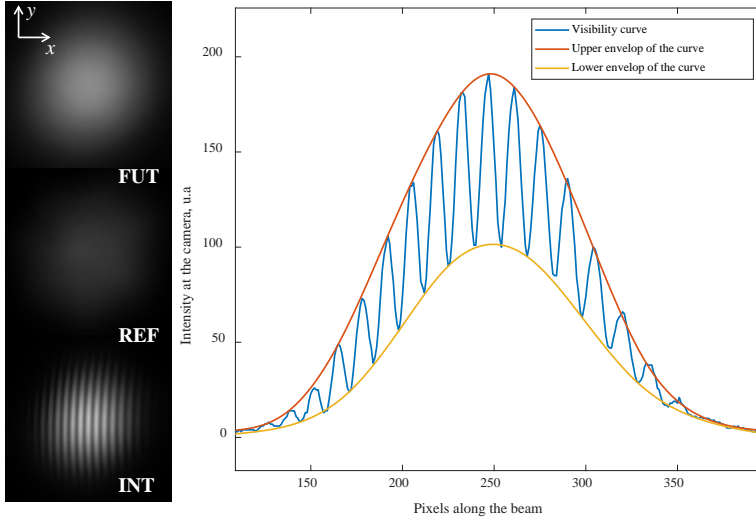 y
x
FUT
REF
INT
200
150
100
50
0
Intensity at the camera, u.a
Visibility curve
Upper envelop of the curve
Lower envelop of the curve
150
200
250
300
350
Pixels along the beam